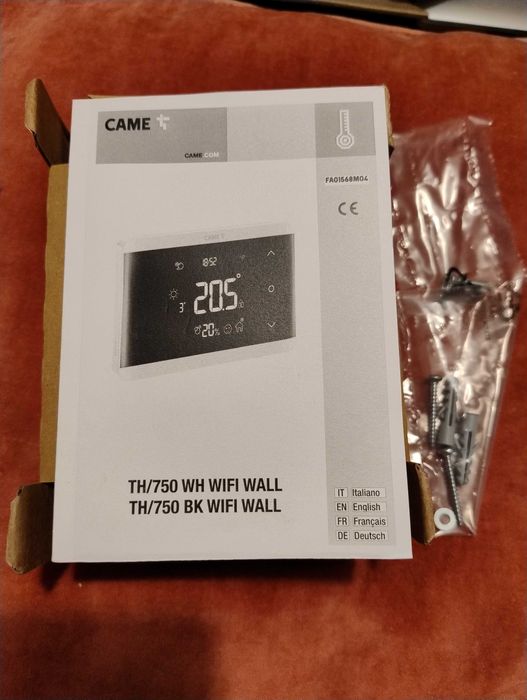 CAME
CAME.COM
FA01568M04
CE
CAME
18:52
20.5°
3°
20%
TH/750 WH WIFI WALL
TH/750 BK WIFI WALL
IT Italiano
EN English
FR Français
DE Deutsch